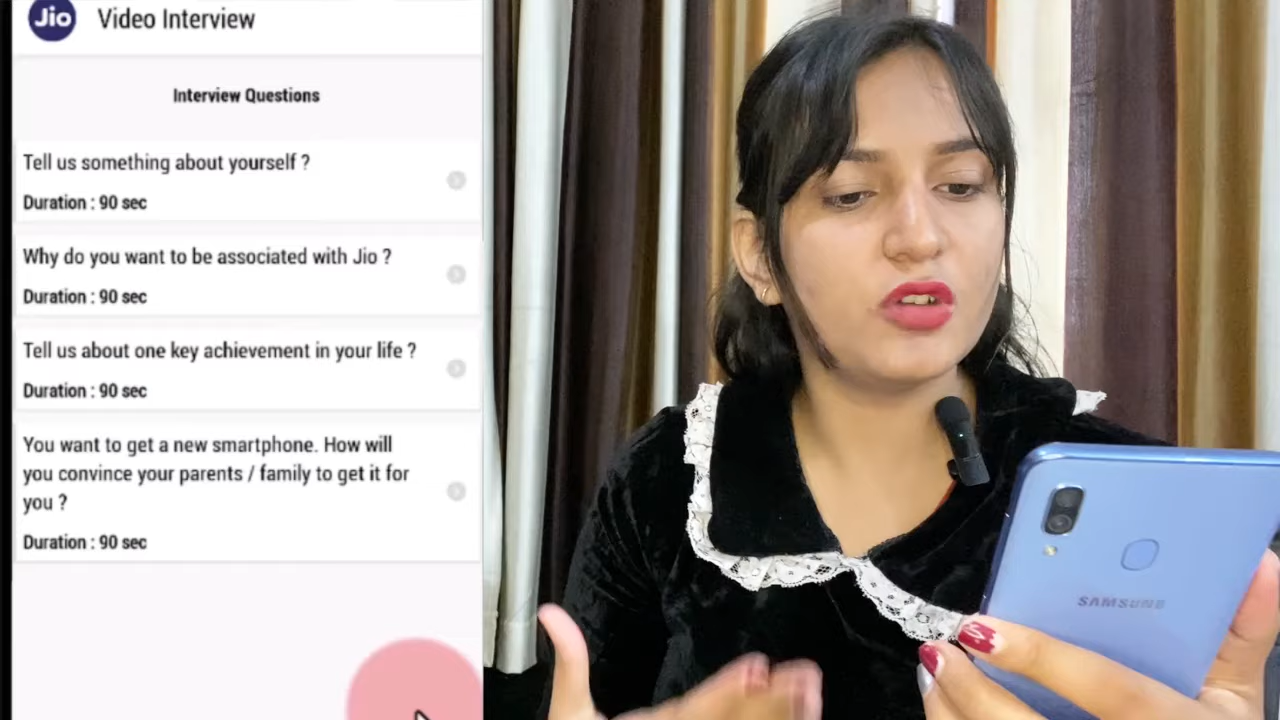 Jio Video Interview
Interview Questions
Tell us something about yourself ?
Duration : 90 sec
Why do you want to be associated with Jio ?
Duration : 90 sec
Tell us about one key achievement in your life ?
Duration : 90 sec
You want to get a new smartphone. How will
you convince your parents / family to get it for
you ?
Duration : 90 sec
SAMSUNG